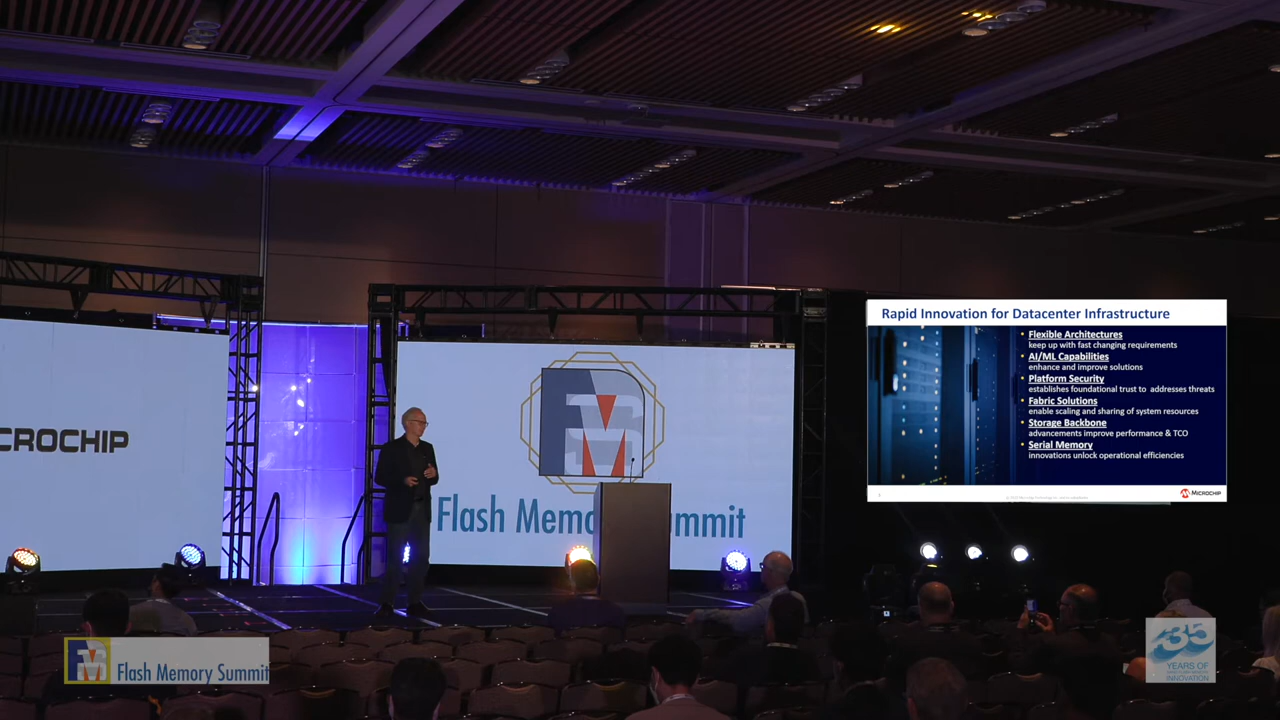 Rapid Innovation for Datacenter Infrastructure
• Flexible Architectures
keep up with fast changing requirements
• AI/ML Capabilities
enhance and improve solutions
• Platform Security
establishes foundational trust to addresses threats
• Fabric Solutions
enable scaling and sharing of system resources
• Storage Backbone
advancements improve performance & TCO
• Serial Memory
innovations unlock operational efficiencies
MICROCHIP
CROCHIP
FM
Flash Memo ummit
FM
Flash Memory Summit
35
YEARS OF
INNOVATION